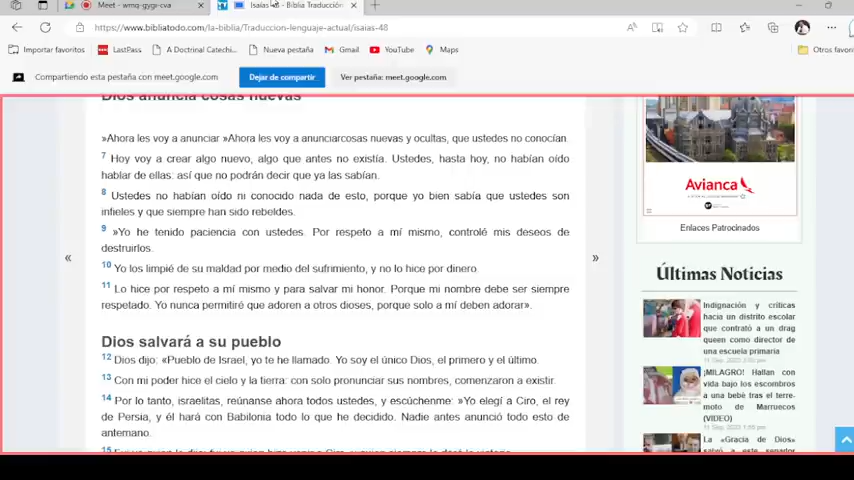 Meet - wmq-gygi-cva
Isaías 48 - Biblia Traducción
https://www.bibliatodo.com/la-biblia/Traduccion-lenguaje-actual/isaias-48
Importar favoritos
LastPass
A Doctrinal Catechi...
Nueva pestaña
Gmail
YouTube
Maps
Otros favori
Compartiendo esta pestaña con meet.google.com
Dejar de compartir
Ver pestaña: meet.google.com
Dios anuncia cosas nuevas
»Ahora les voy a anunciar »Ahora les voy a anunciarcosas nuevas y ocultas, que ustedes no conocían.
7 Hoy voy a crear algo nuevo, algo que antes no existía. Ustedes, hasta hoy, no habían oído
hablar de ellas: así que no podrán decir que ya las sabían.
8 Ustedes no habían oído ni conocido nada de esto, porque yo bien sabía que ustedes son
infieles y que siempre han sido rebeldes.
9 »Yo he tenido paciencia con ustedes. Por respeto a mí mismo, controlé mis deseos de
destruirlos.
10 Yo los limpié de su maldad por medio del sufrimiento, y no lo hice por dinero.
11 Lo hice por respeto a mí mismo y para salvar mi honor. Porque mi nombre debe ser siempre
respetado. Yo nunca permitiré que adoren a otros dioses, porque solo a mí deben adorar».
Dios salvará a su pueblo
12 Dios dijo: «Pueblo de Israel, yo te he llamado. Yo soy el único Dios, el primero y el último.
13 Con mi poder hice el cielo y la tierra: con solo pronunciar sus nombres, comenzaron a existir.
14 Por lo tanto, israelitas, reúnanse ahora todos ustedes, y escúchenme: »Yo elegí a Ciro, el rey
de Persia, y él hará con Babilonia todo lo que he decidido. Nadie antes anunció todo esto de
antemano.
15
«
»
Avianca
Enlaces Patrocinados
Últimas Noticias
Indignación y críticas
hacia un distrito escolar
que contrató a un drag
queen como director de
una escuela primaria
11 Sep, 2023
¡MILAGRO! Hallan con
vida bajo los escombros
a una bebé tras el terre-
moto de Marruecos
(VIDEO)
11 Sep, 2023 1:55 pm
La «Gracia de Dios»
salvó a este senador